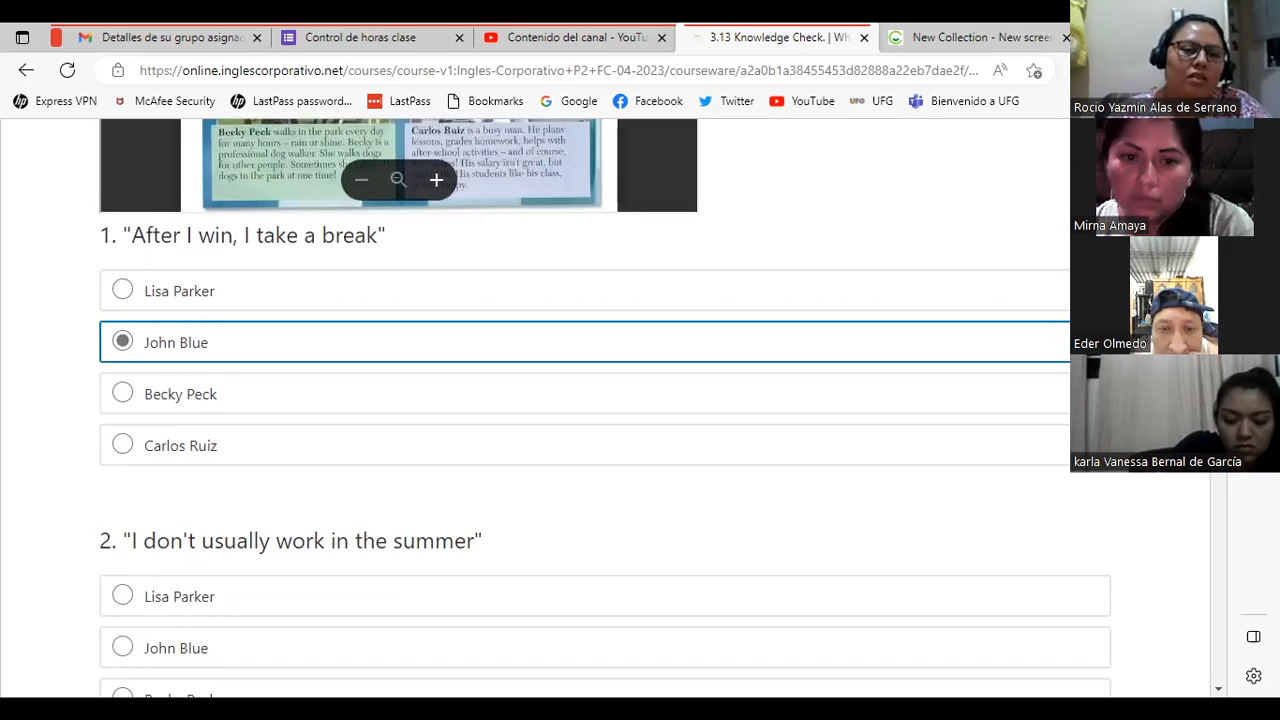 Detalles de su grupo asignac
Control de horas clase
Contenido del canal - YouTu
3.13 Knowledge Check. | Wh
New Collection - New screer
https://online.inglescorporativo.net/courses/course-v1:Ingles-Corporativo+P2+FC-04-2023/courseware/a2a0b1a38455453d82888a22eb7dae2f/...
Express VPN
McAfee Security
LastPass password...
LastPass
Bookmarks
Google
Facebook
Twitter
YouTube
UFG
Bienvenido a UFG
Becky Peck walks in the park every day
for many hours – rain or shine. Becky is a
professional dog walker. She walks dogs
for other people. Sometimes she
dogs to the park at one time!
Carlos Ruiz is a busy man. He plans
lessons, grades homework, helps with
after-school activities – and of course,
His salary isn't great, but
His students like his class,
1. "After I win, I take a break"
Lisa Parker
John Blue
Becky Peck
Carlos Ruiz
2. "I don't usually work in the summer"
Lisa Parker
John Blue
Rocio Yazmin Alas de Serrano
Mirna Amaya
Eder Olmedo
karla Vanessa Bernal de García